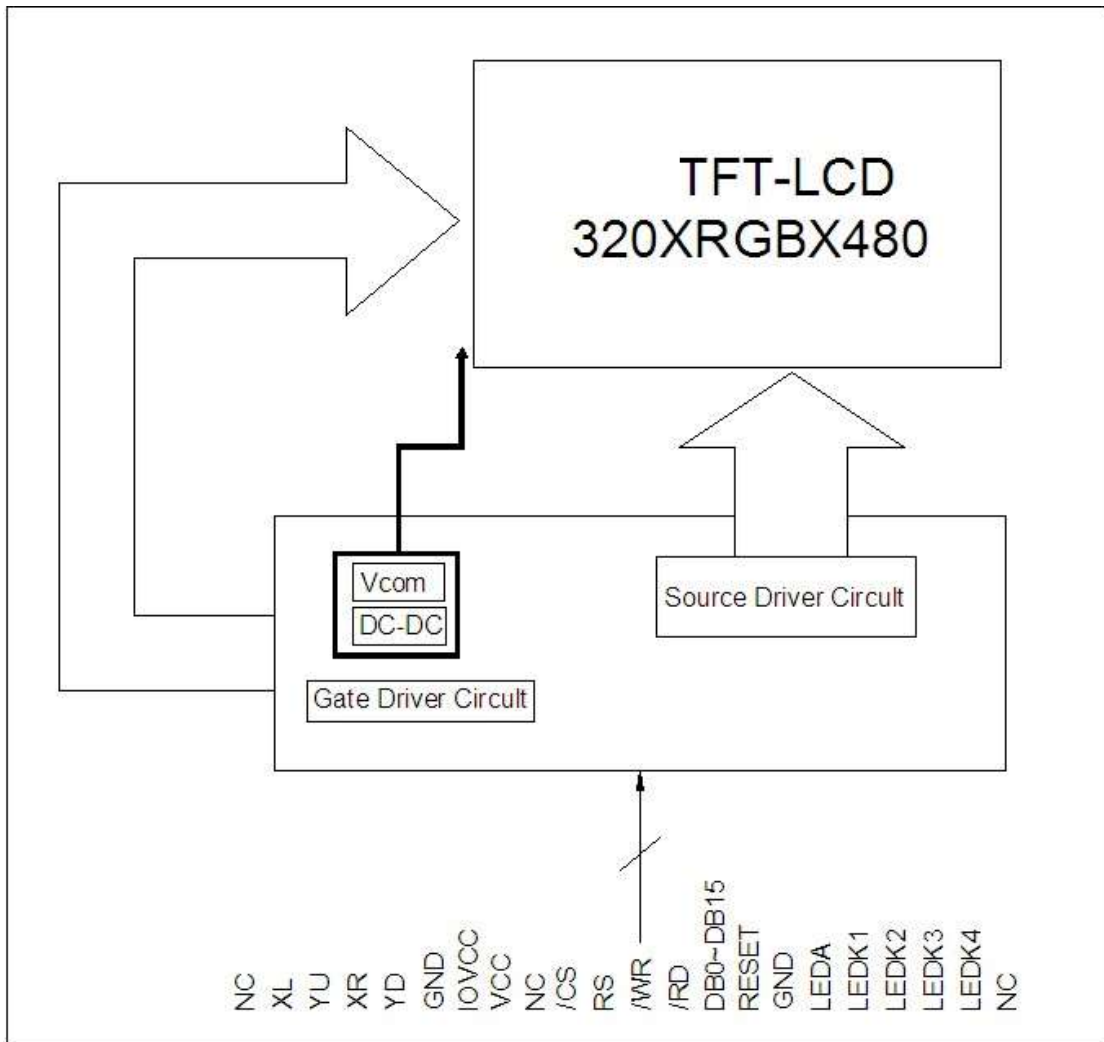 TFT-LCD
320XRGBX480
Vcom
DC-DC
Source Driver Circult
Gate Driver Circult
NC
XL
YU
XR
YD
GND
IOVCC
VCC
NC
/CS
RS
/WR
/RD
DB0~DB15
RESET
GND
LEDA
LEDK1
LEDK2
LEDK3
LEDK4
NC